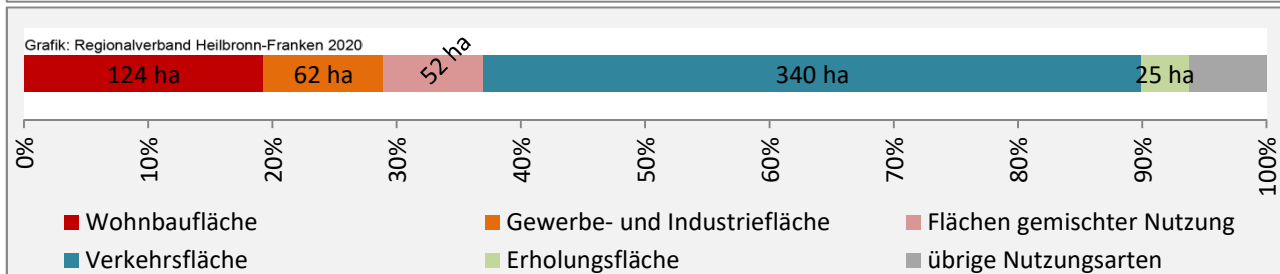 Grafik: Regionalverband Heilbronn-Franken 2020
124 ha 62 ha 52 ha 340 ha 25 ha
0% 10% 20% 30% 40% 50% 60% 70% 80% 90% 100%
Wohnbaufläche Gewerbe- und Industriefläche Flächen gemischter Nutzung
Verkehrsfläche Erholungsfläche übrige Nutzungsarten